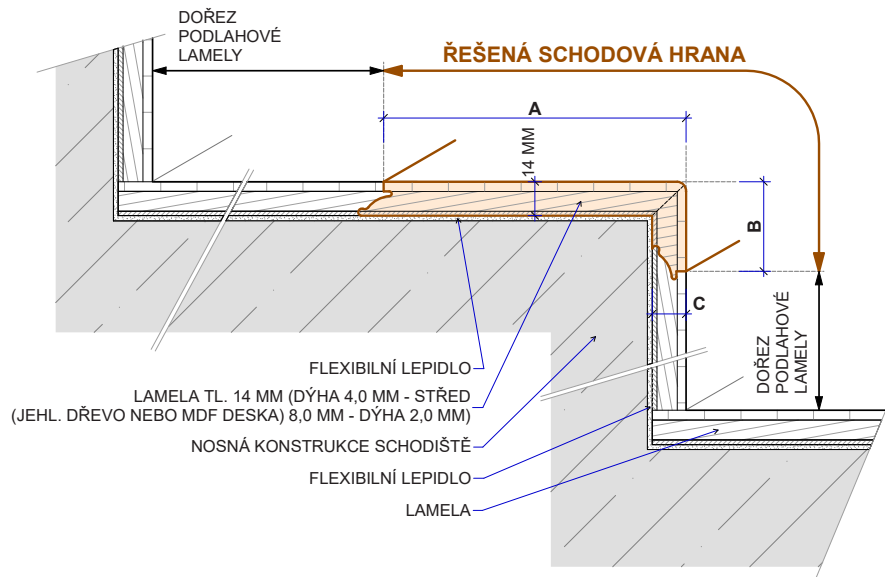 DOŘEZ
PODLAHOVÉ
LAMELY
ŘEŠENÁ SCHODOVÁ HRANA
A
14 MM
B
C
DOŘEZ
PODLAHOVÉ
LAMELY
FLEXIBILNÍ LEPIDLO
LAMELA TL. 14 MM (DÝHA 4,0 MM - STŘED
(JEHL. DŘEVO NEBO MDF DESKA) 8,0 MM - DÝHA 2,0 MM)
NOSNÁ KONSTRUKCE SCHODIŠTĚ
FLEXIBILNÍ LEPIDLO
LAMELA